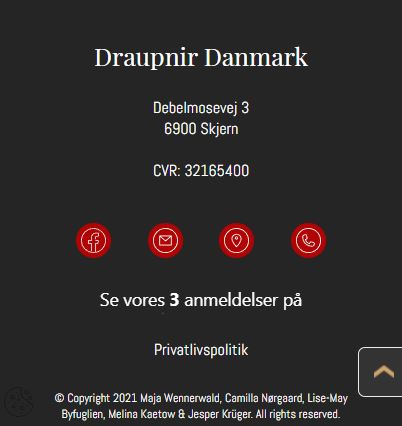 Draupnir Danmark
Debelmosevej 3
6900 Skjern
CVR: 32165400
Se vores 3 anmeldelser på
Privatlivspolitik
© Copyright 2021 Maja Wennerwald, Camilla Nørgaard, Lise-May
Byfuglien, Melina Kaetow & Jesper Krüger. All rights reserved.